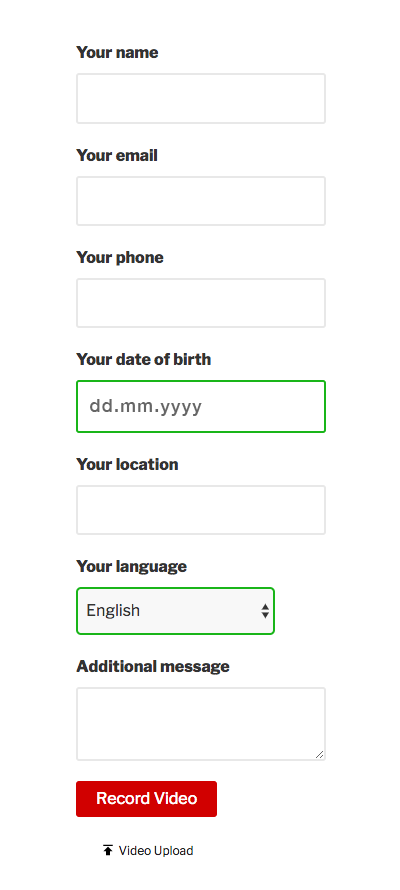 Your name
Your email
Your phone
Your date of birth
dd.mm.yyyy
Your location
Your language
English
Additional message
Record Video
Video Upload